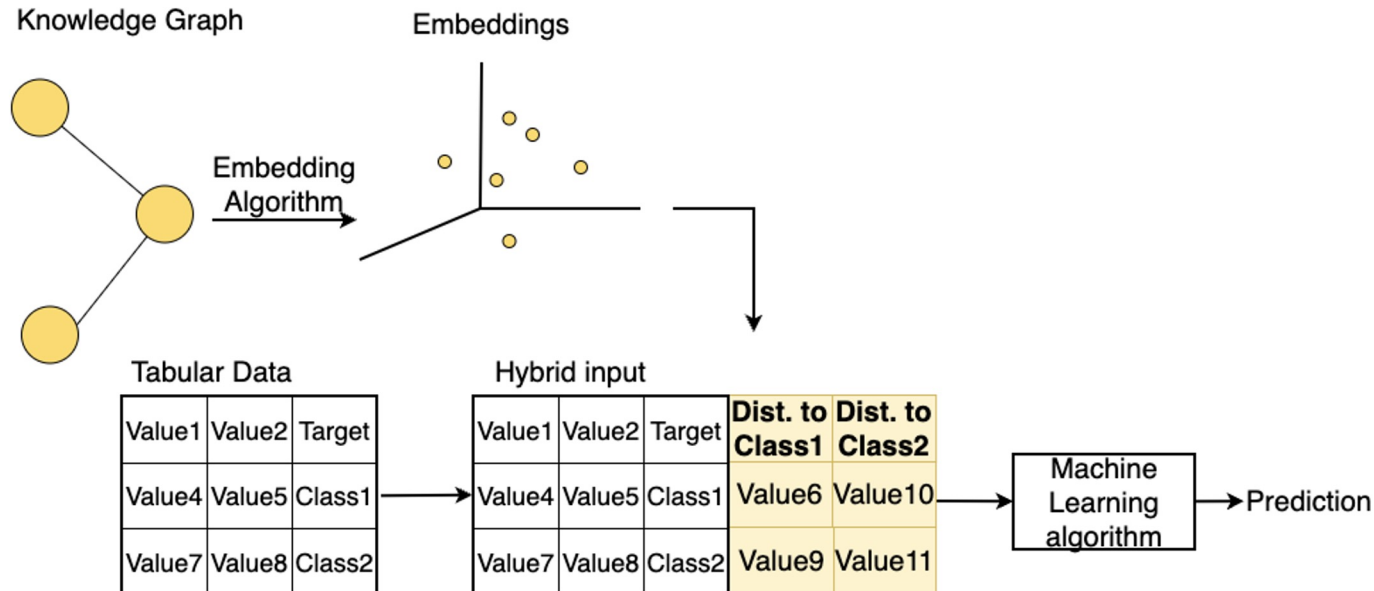 Knowledge Graph
Embeddings
Embedding
Algorithm
Tabular Data
Value1 Value2 Target
Value4 Value5 Class1
Value7 Value8 Class2
Hybrid input
Value1 Value2 Target Dist. to Class1 Dist. to Class2
Value4 Value5 Class1 Value6 Value10
Value7 Value8 Class2 Value9 Value11
Machine
Learning
algorithm
Prediction